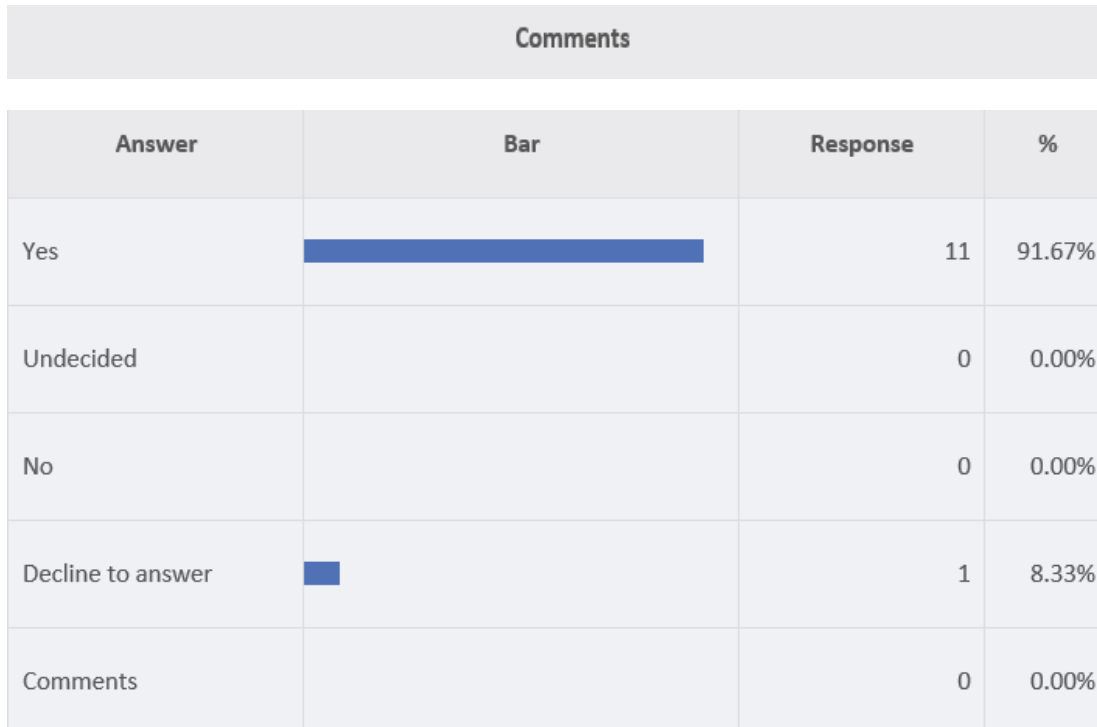 Comments
Answer Bar Response %
Yes 11 91.67%
Undecided 0 0.00%
No 0 0.00%
Decline to answer 1 8.33%
Comments 0 0.00%